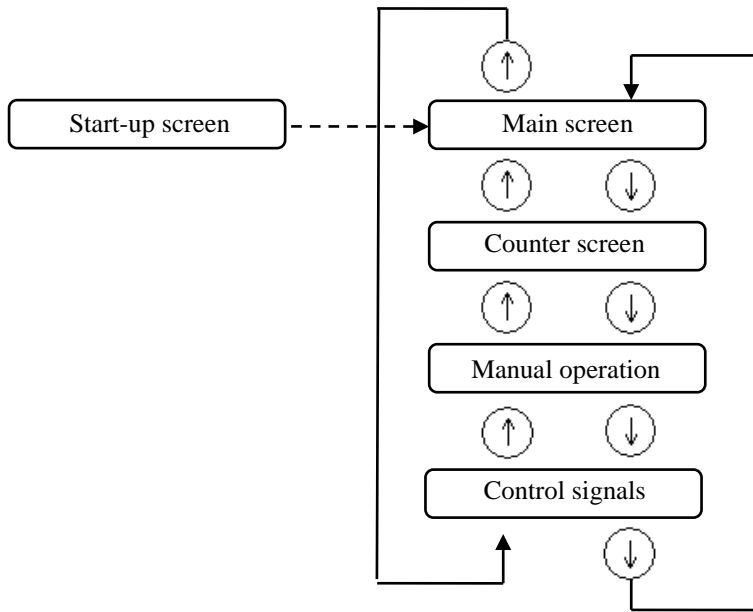 Start-up screen
Main screen
Counter screen
Manual operation
Control signals